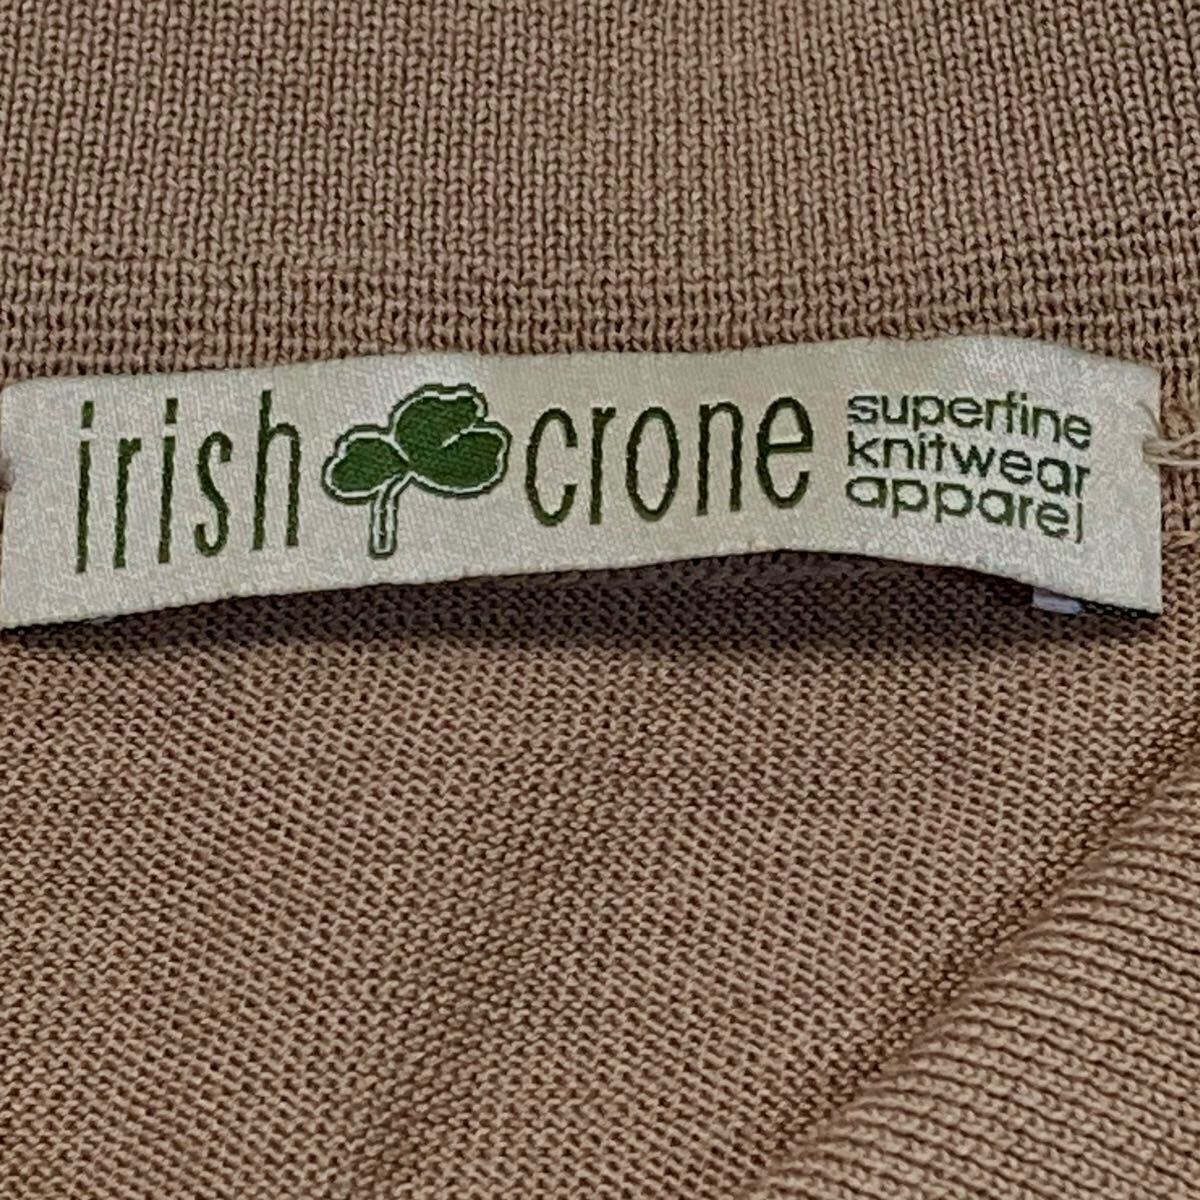 irish crone
superfine
knitwear
apparel